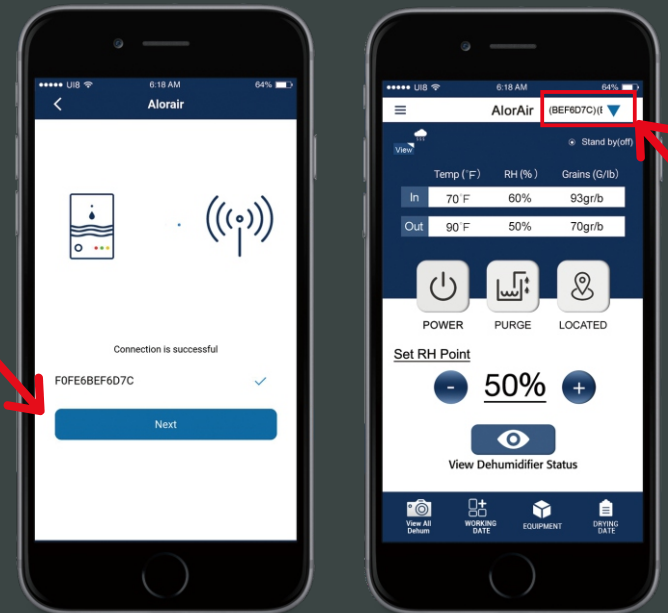 UI8 6:18 AM 64%
Alorair
Connection is successful
F0FE6BEF6D7C
Next
UI8 6:18 AM 64%
AlorAir (BEF6D7C)(E
View Stand by(off)
Temp (°F) RH (%) Grains (G/lb)
In 70°F 60% 93gr/b
Out 90°F 50% 70gr/b
POWER PURGE LOCATED
Set RH Point
- 50% +
View Dehumidifier Status
View All Dehum
WORKING DATE
EQUIPMENT
DRYING DATE